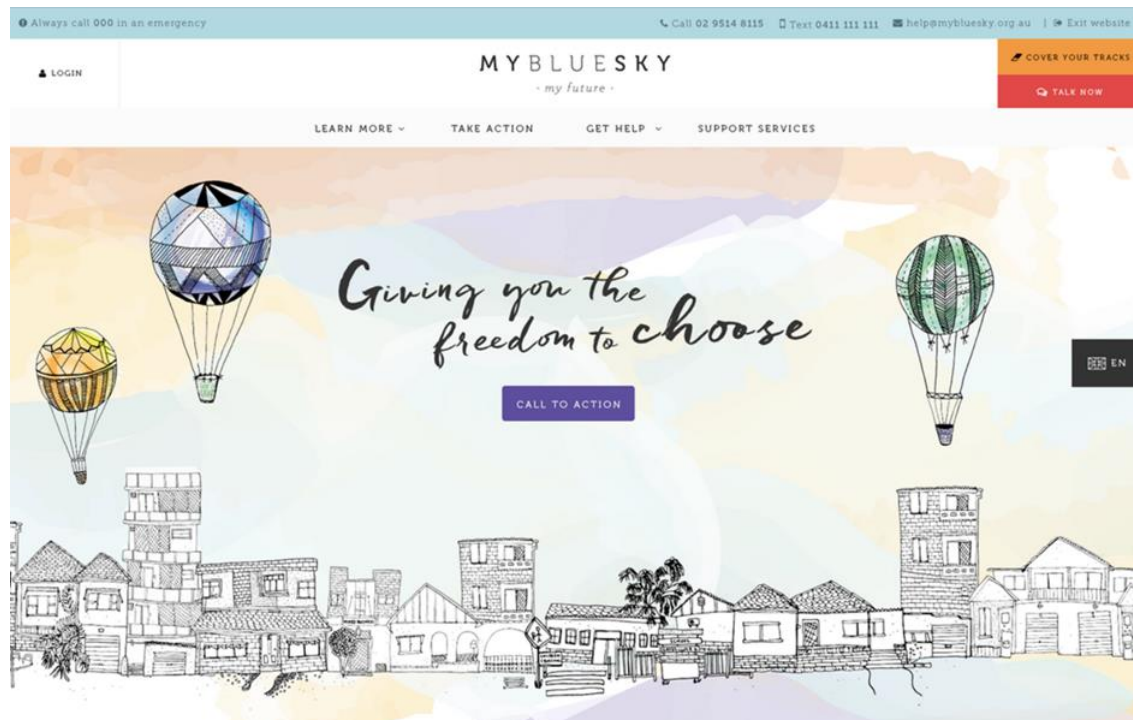 Always call 000 in an emergency
Call 02 9514 8115 Text 0411 111 111 help@mybluesky.org.au | Exit website
LOGIN
MYBLUESKY
· my future ·
COVER YOUR TRACKS
TALK NOW
LEARN MORE TAKE ACTION GET HELP SUPPORT SERVICES
Giving you the
freedom to choose
CALL TO ACTION
EN